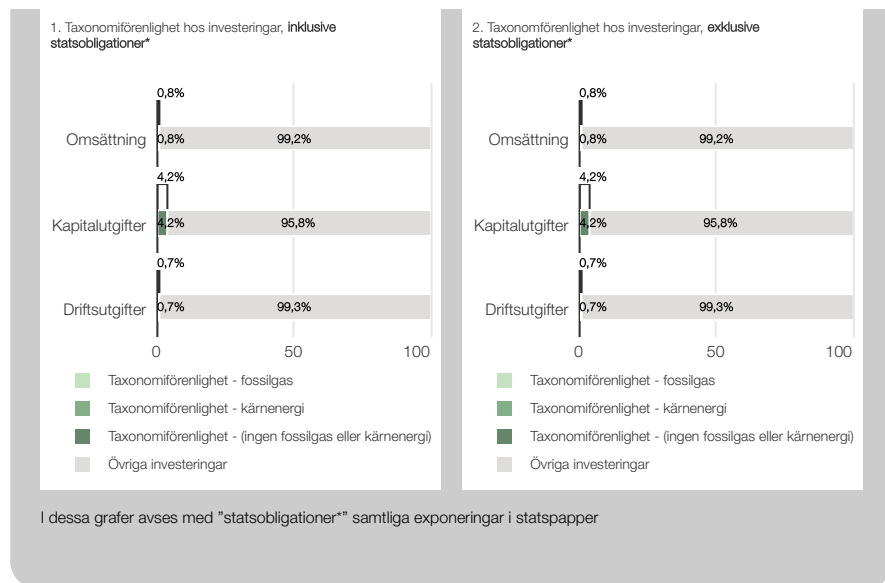 1. Taxonomiförenlighet hos investeringar, inklusive
statsobligationer*
0,8%
Omsättning
0,8%
99,2%
4,2%
Kapitalutgifter
4,2%
95,8%
0,7%
Driftsutgifter
0,7%
99,3%
0
50
100
Taxonomiförenlighet - fossilgas
Taxonomiförenlighet - kärnenergi
Taxonomiförenlighet - (ingen fossilgas eller kärnenergi)
Övriga investeringar
2. Taxonomförenlighet hos investeringar, exklusive
statsobligationer*
0,8%
Omsättning
0,8%
99,2%
4,2%
Kapitalutgifter
4,2%
95,8%
0,7%
Driftsutgifter
0,7%
99,3%
0
50
100
Taxonomiförenlighet - fossilgas
Taxonomiförenlighet - kärnenergi
Taxonomiförenlighet - (ingen fossilgas eller kärnenergi)
Övriga investeringar
I dessa grafer avses med ”statsobligationer*” samtliga exponeringar i statspapper